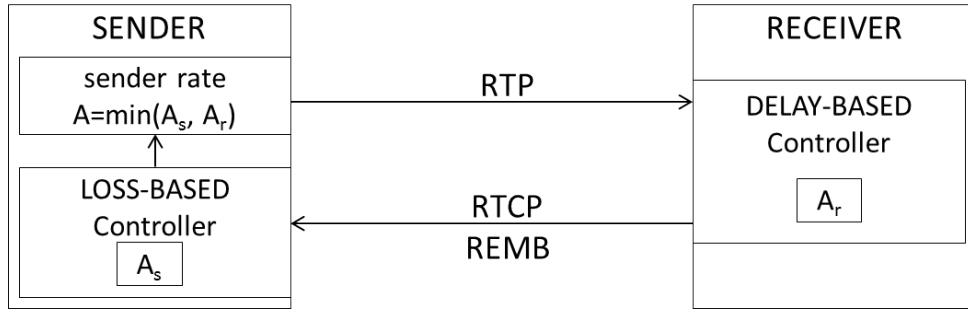 SENDER
sender rate
A=min(Aₛ, Aᵣ)
LOSS-BASED
Controller
Aₛ
RTP
RTCP
REMB
RECEIVER
DELAY-BASED
Controller
Aᵣ